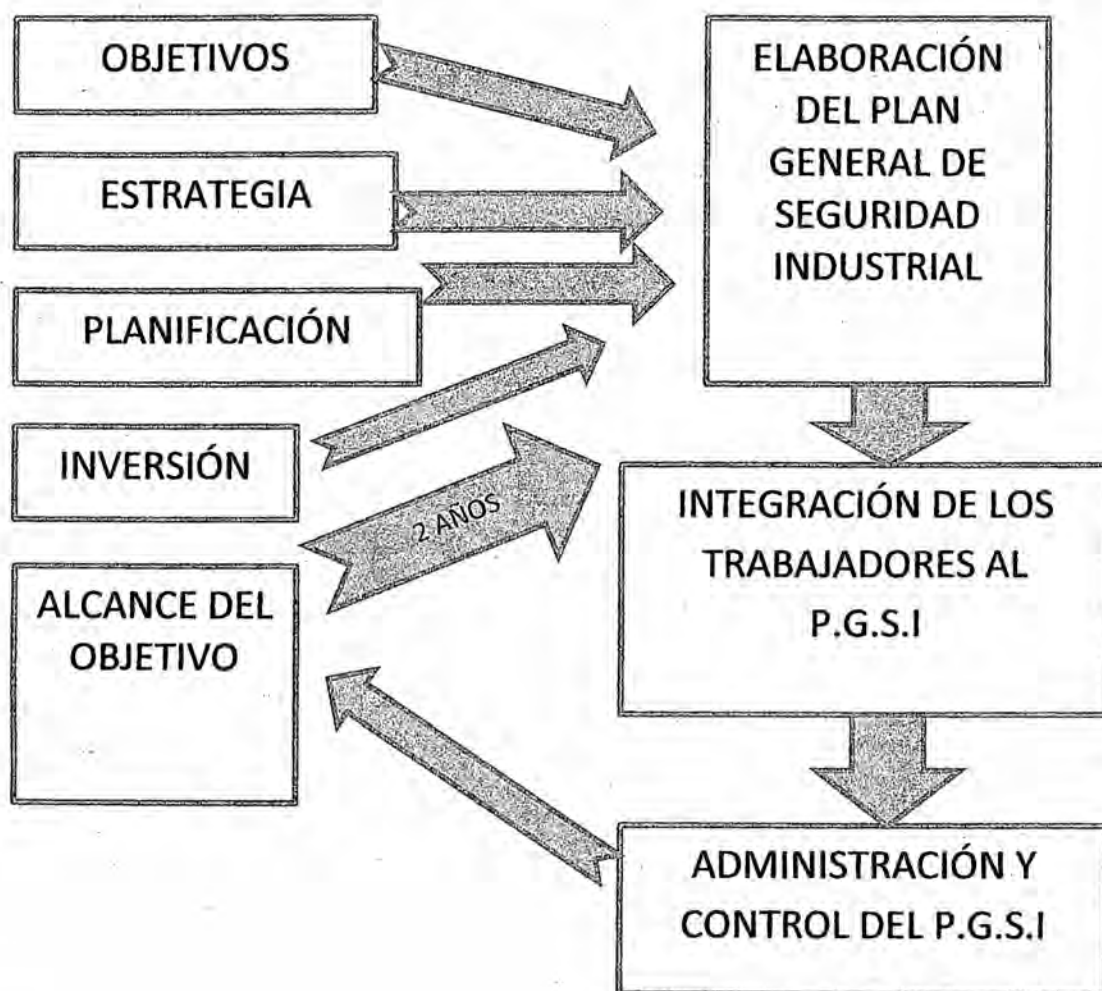 OBJETIVOS
ESTRATEGIA
PLANIFICACIÓN
INVERSIÓN
2 AÑOS
ALCANCE DEL
OBJETIVO
ELABORACIÓN
DEL PLAN
GENERAL DE
SEGURIDAD
INDUSTRIAL
INTEGRACIÓN DE LOS
TRABAJADORES AL
P.G.S.I
ADMINISTRACIÓN Y
CONTROL DEL P.G.S.I